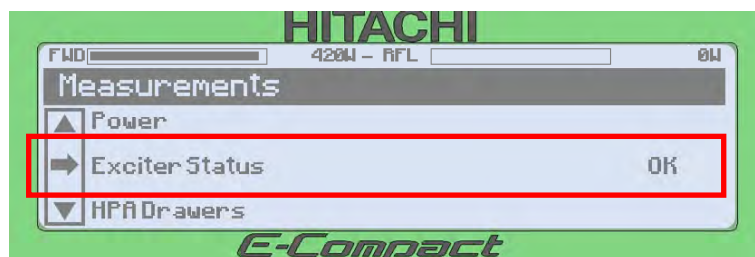 HITACHI
FWD 420W - RFL 0W
Measurements
Power
Exciter Status OK
HPA Drawers
E-Compact